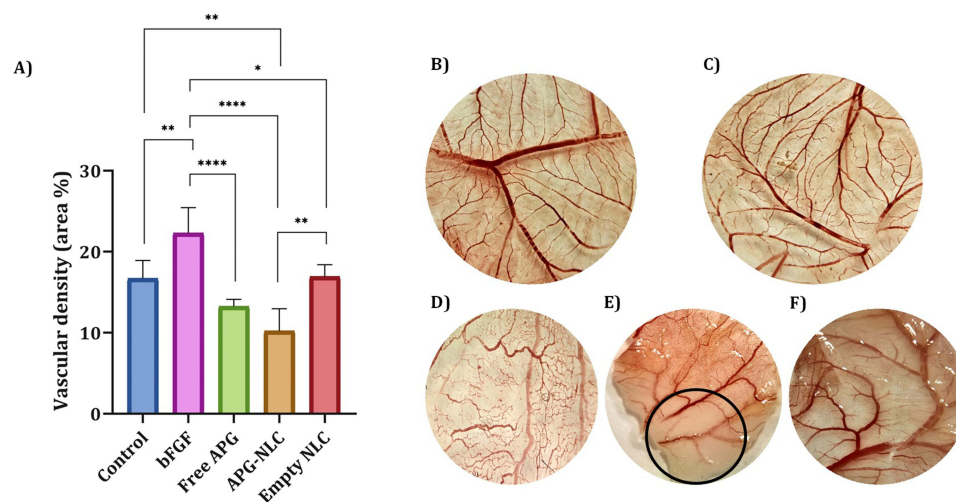 A)
**
*
****
**
****
**
Vascular density (area %)
30
20
10
0
Control
bFGF
Free APG
APG-NLC
Empty NLC
B)
C)
D)
E)
F)